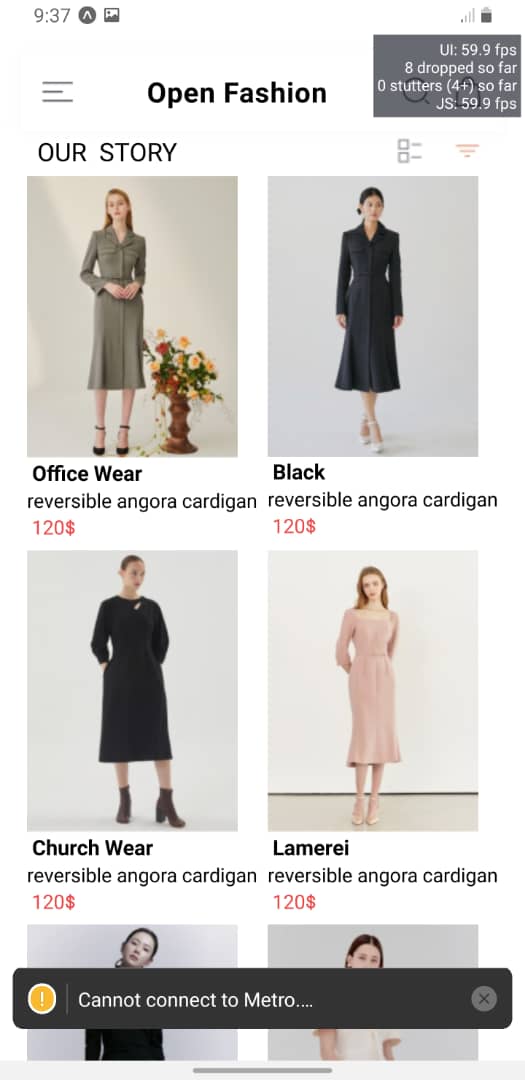 9:37
UI: 59.9 fps
8 dropped so far
0 stutters (4+) so far
JS: 59.9 fps
Open Fashion
OUR STORY
Office Wear
reversible angora cardigan
120$
Black
reversible angora cardigan
120$
Church Wear
reversible angora cardigan
120$
Lamerei
reversible angora cardigan
120$
Cannot connect to Metro....